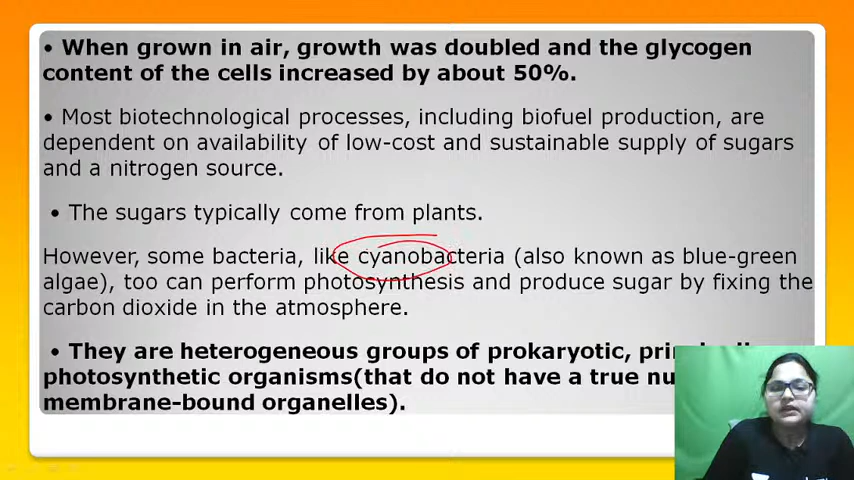 • When grown in air, growth was doubled and the glycogen
content of the cells increased by about 50%.
• Most biotechnological processes, including biofuel production, are
dependent on availability of low-cost and sustainable supply of sugars
and a nitrogen source.
• The sugars typically come from plants.
However, some bacteria, like cyanobacteria (also known as blue-green
algae), too can perform photosynthesis and produce sugar by fixing the
carbon dioxide in the atmosphere.
• They are heterogeneous groups of prokaryotic,
photosynthetic organisms(that do not have a true
membrane-bound organelles).